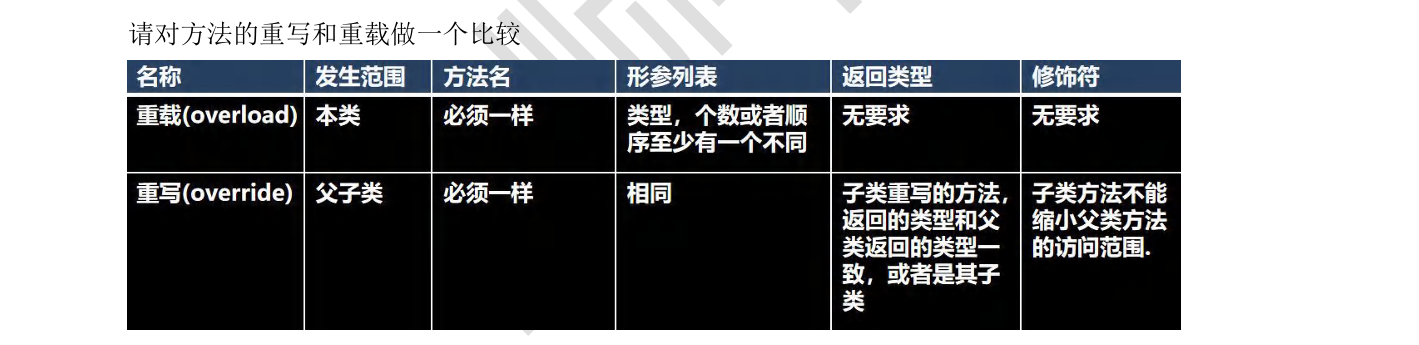 请对方法的重写和重载做一个比较
名称 发生范围 方法名 形参列表 返回类型 修饰符
重载(overload) 本类 必须一样 类型，个数或者顺 无要求 无要求
序至少有一个不同
重写(override) 父子类 必须一样 相同 子类重写的方法， 子类方法不能
返回的类型和父 缩小父类方法
类返回的类型一 的访问范围.
致，或者是其子
类